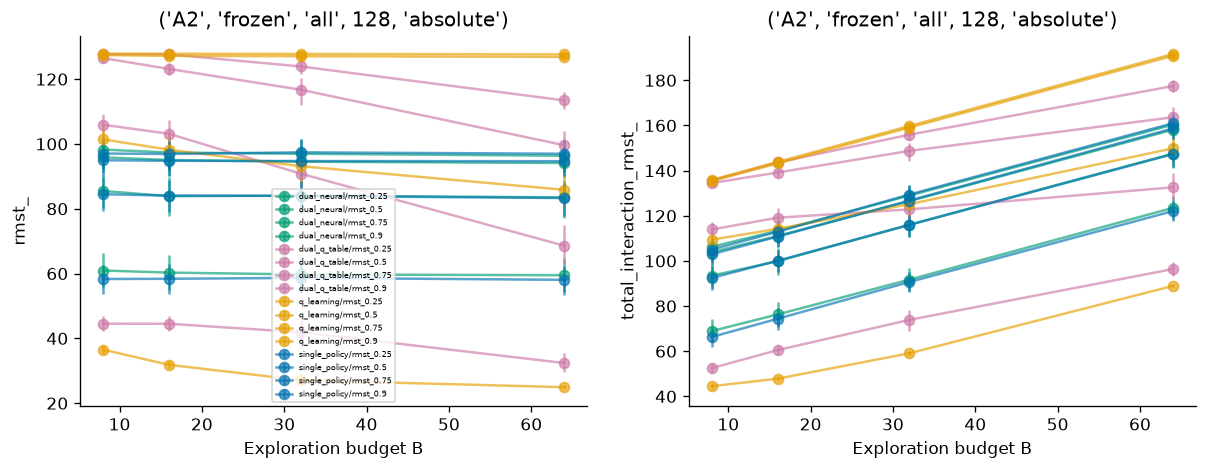 ('A2', 'frozen', 'all', 128, 'absolute')
rmst_
120
100
80
60
40
20
dual_neural/rmst_0.25
dual_neural/rmst_0.5
dual_neural/rmst_0.75
dual_neural/rmst_0.9
dual_q_table/rmst_0.25
dual_q_table/rmst_0.5
dual_q_table/rmst_0.75
dual_q_table/rmst_0.9
q_learning/rmst_0.25
q_learning/rmst_0.5
q_learning/rmst_0.75
q_learning/rmst_0.9
single_policy/rmst_0.25
single_policy/rmst_0.5
single_policy/rmst_0.75
single_policy/rmst_0.9
10 20 30 40 50 60
Exploration budget B
('A2', 'frozen', 'all', 128, 'absolute')
total_interaction_rmst_
180
160
140
120
100
80
60
40
10 20 30 40 50 60
Exploration budget B